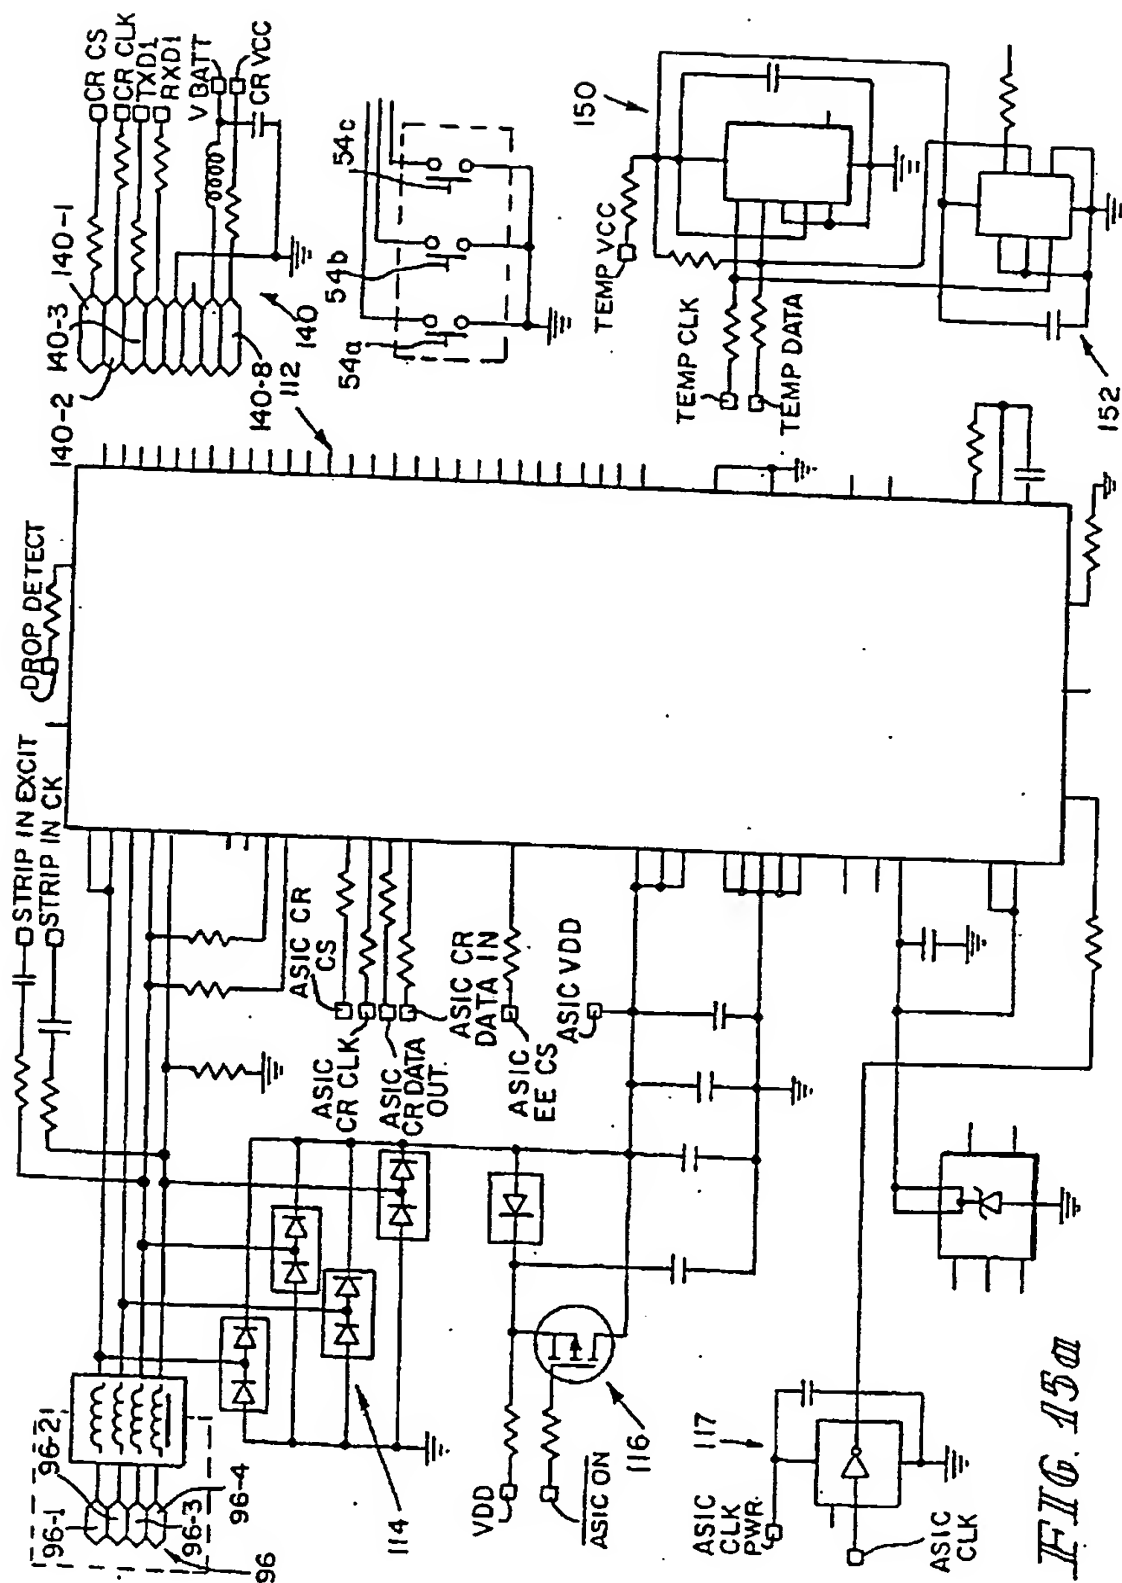 CR CS
CR CLK
TXD1
RXD1
V BATT
CR VCC
140-1
140-3
140-2
140-8
140
112
54a
54b
54c
150
TEMP VCC
TEMP CLK
TEMP DATA
152
DROP DETECT
STRIP IN EXCIT
STRIP IN CK
ASIC CR
CS
ASIC
CR CLK
ASIC
CR DATA
OUT.
ASIC CR
DATA IN
ASIC
EE CS
ASIC VDD
96-1
96-2
96-3
96-4
96
114
VDD
ASIC ON
116
117
ASIC
CLK
PWR.
ASIC
CLK
FIG. 15a